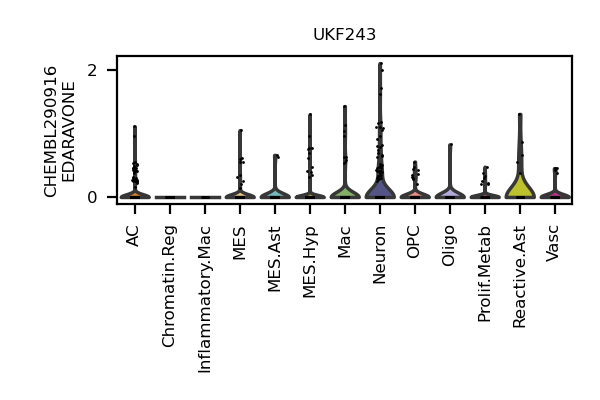 UKF243
CHEMBL290916
EDARAVONE
2
0
AC
Chromatin.Reg
Inflammatory.Mac
MES
MES.Ast
MES.Hyp
Mac
Neuron
OPC
Oligo
Prolif.Metab
Reactive.Ast
Vasc